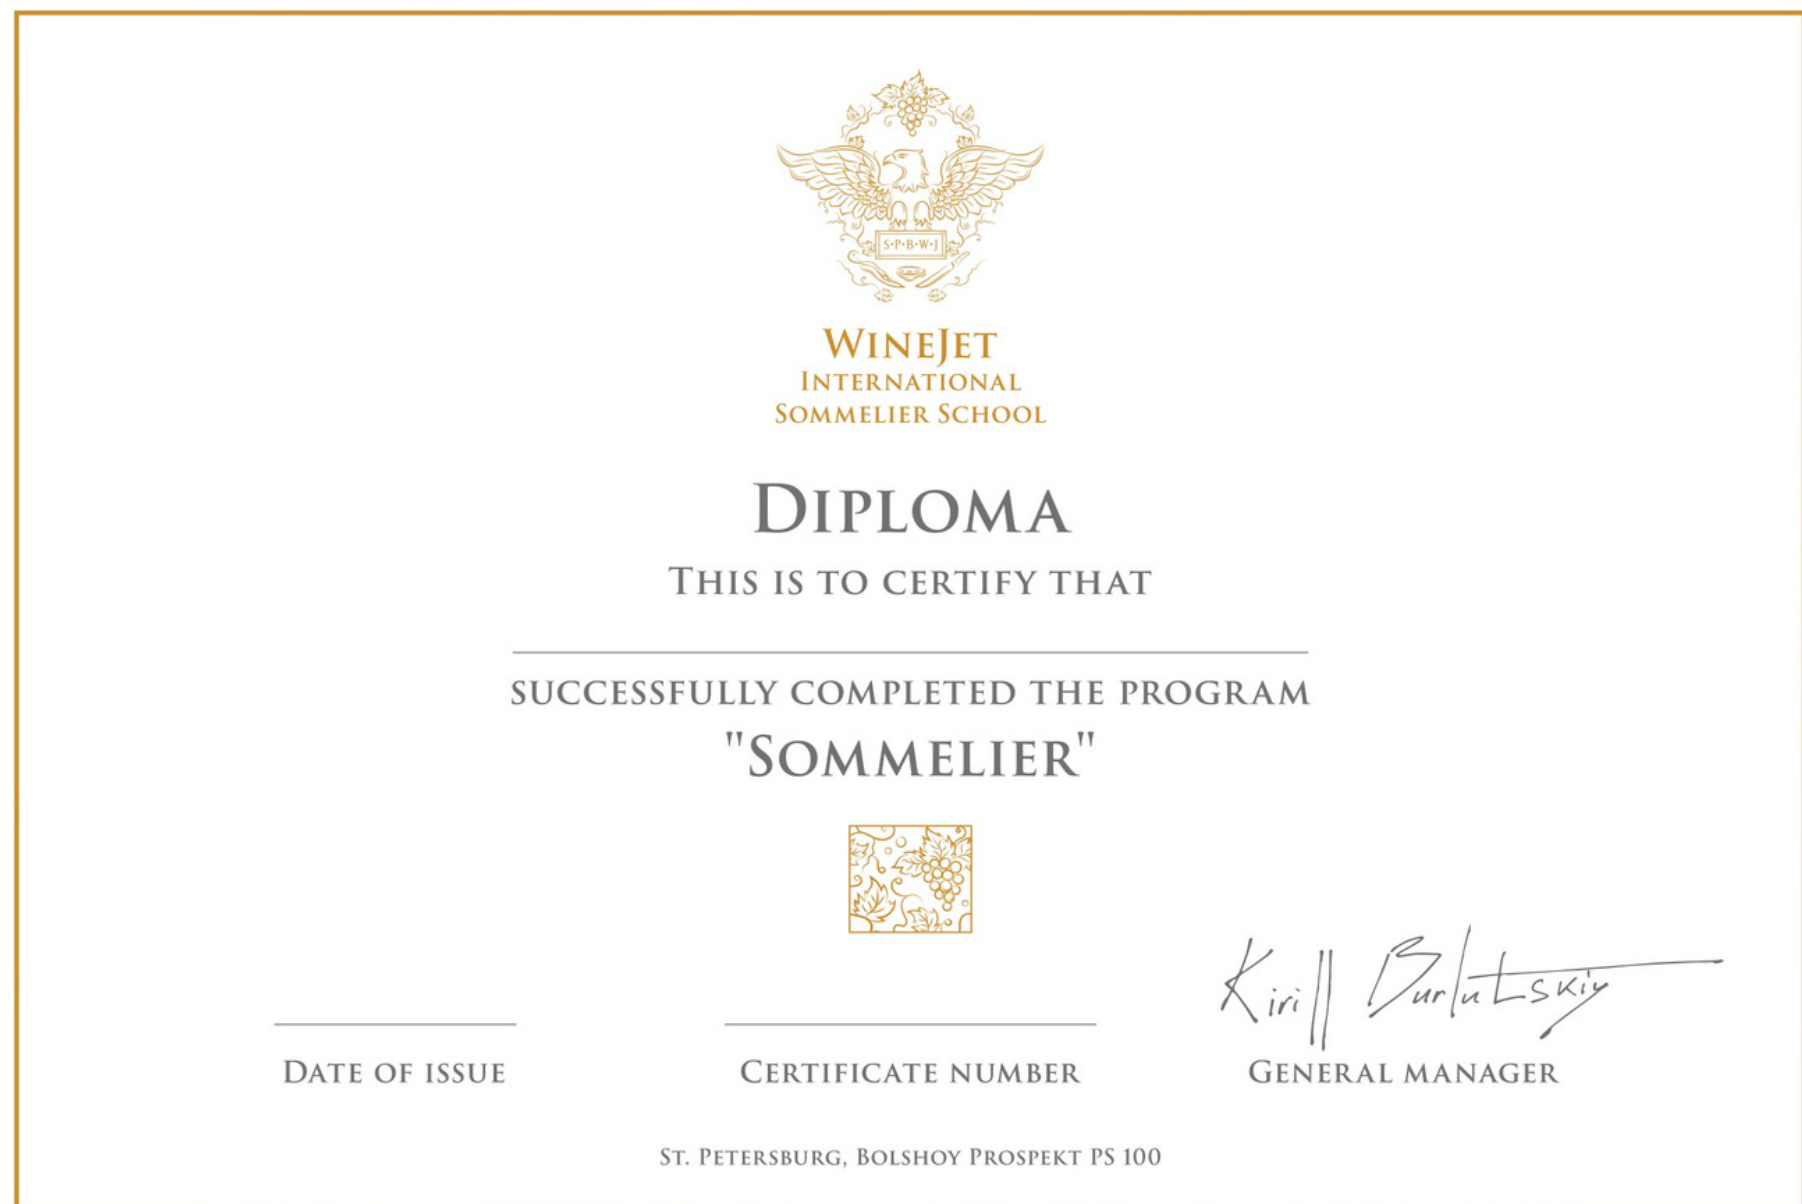 S·P·B·W·J
WineJet
International
Sommelier School
Diploma
This is to certify that
successfully completed the program
"Sommelier"
Kirill Burlutskiy
Date of issue
Certificate number
General manager
St. Petersburg, Bolshoy Prospekt PS 100